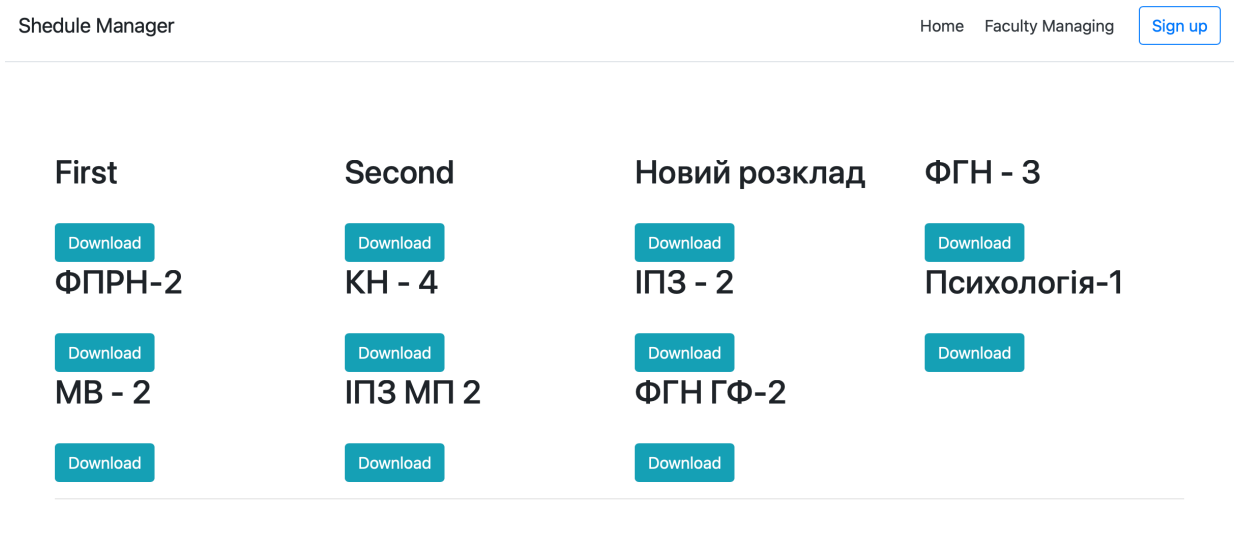 Shedule Manager Home Faculty Managing Sign up
First Second Новий розклад ФГН - 3
Download Download Download Download
ФПРН-2 КН - 4 ІПЗ - 2 Психологія-1
Download Download Download Download
МВ - 2 ІПЗ МП 2 ФГН ГФ-2
Download Download Download